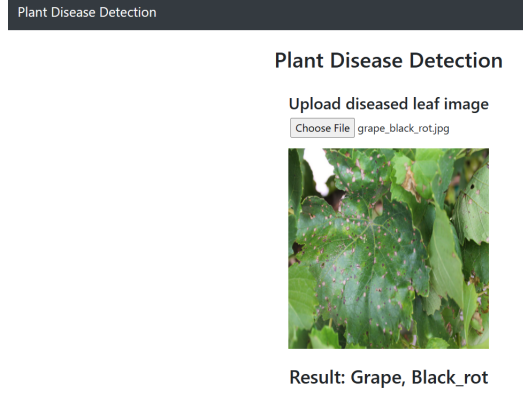 Plant Disease Detection
Plant Disease Detection
Upload diseased leaf image
Choose File grape_black_rot.jpg
Result: Grape, Black_rot